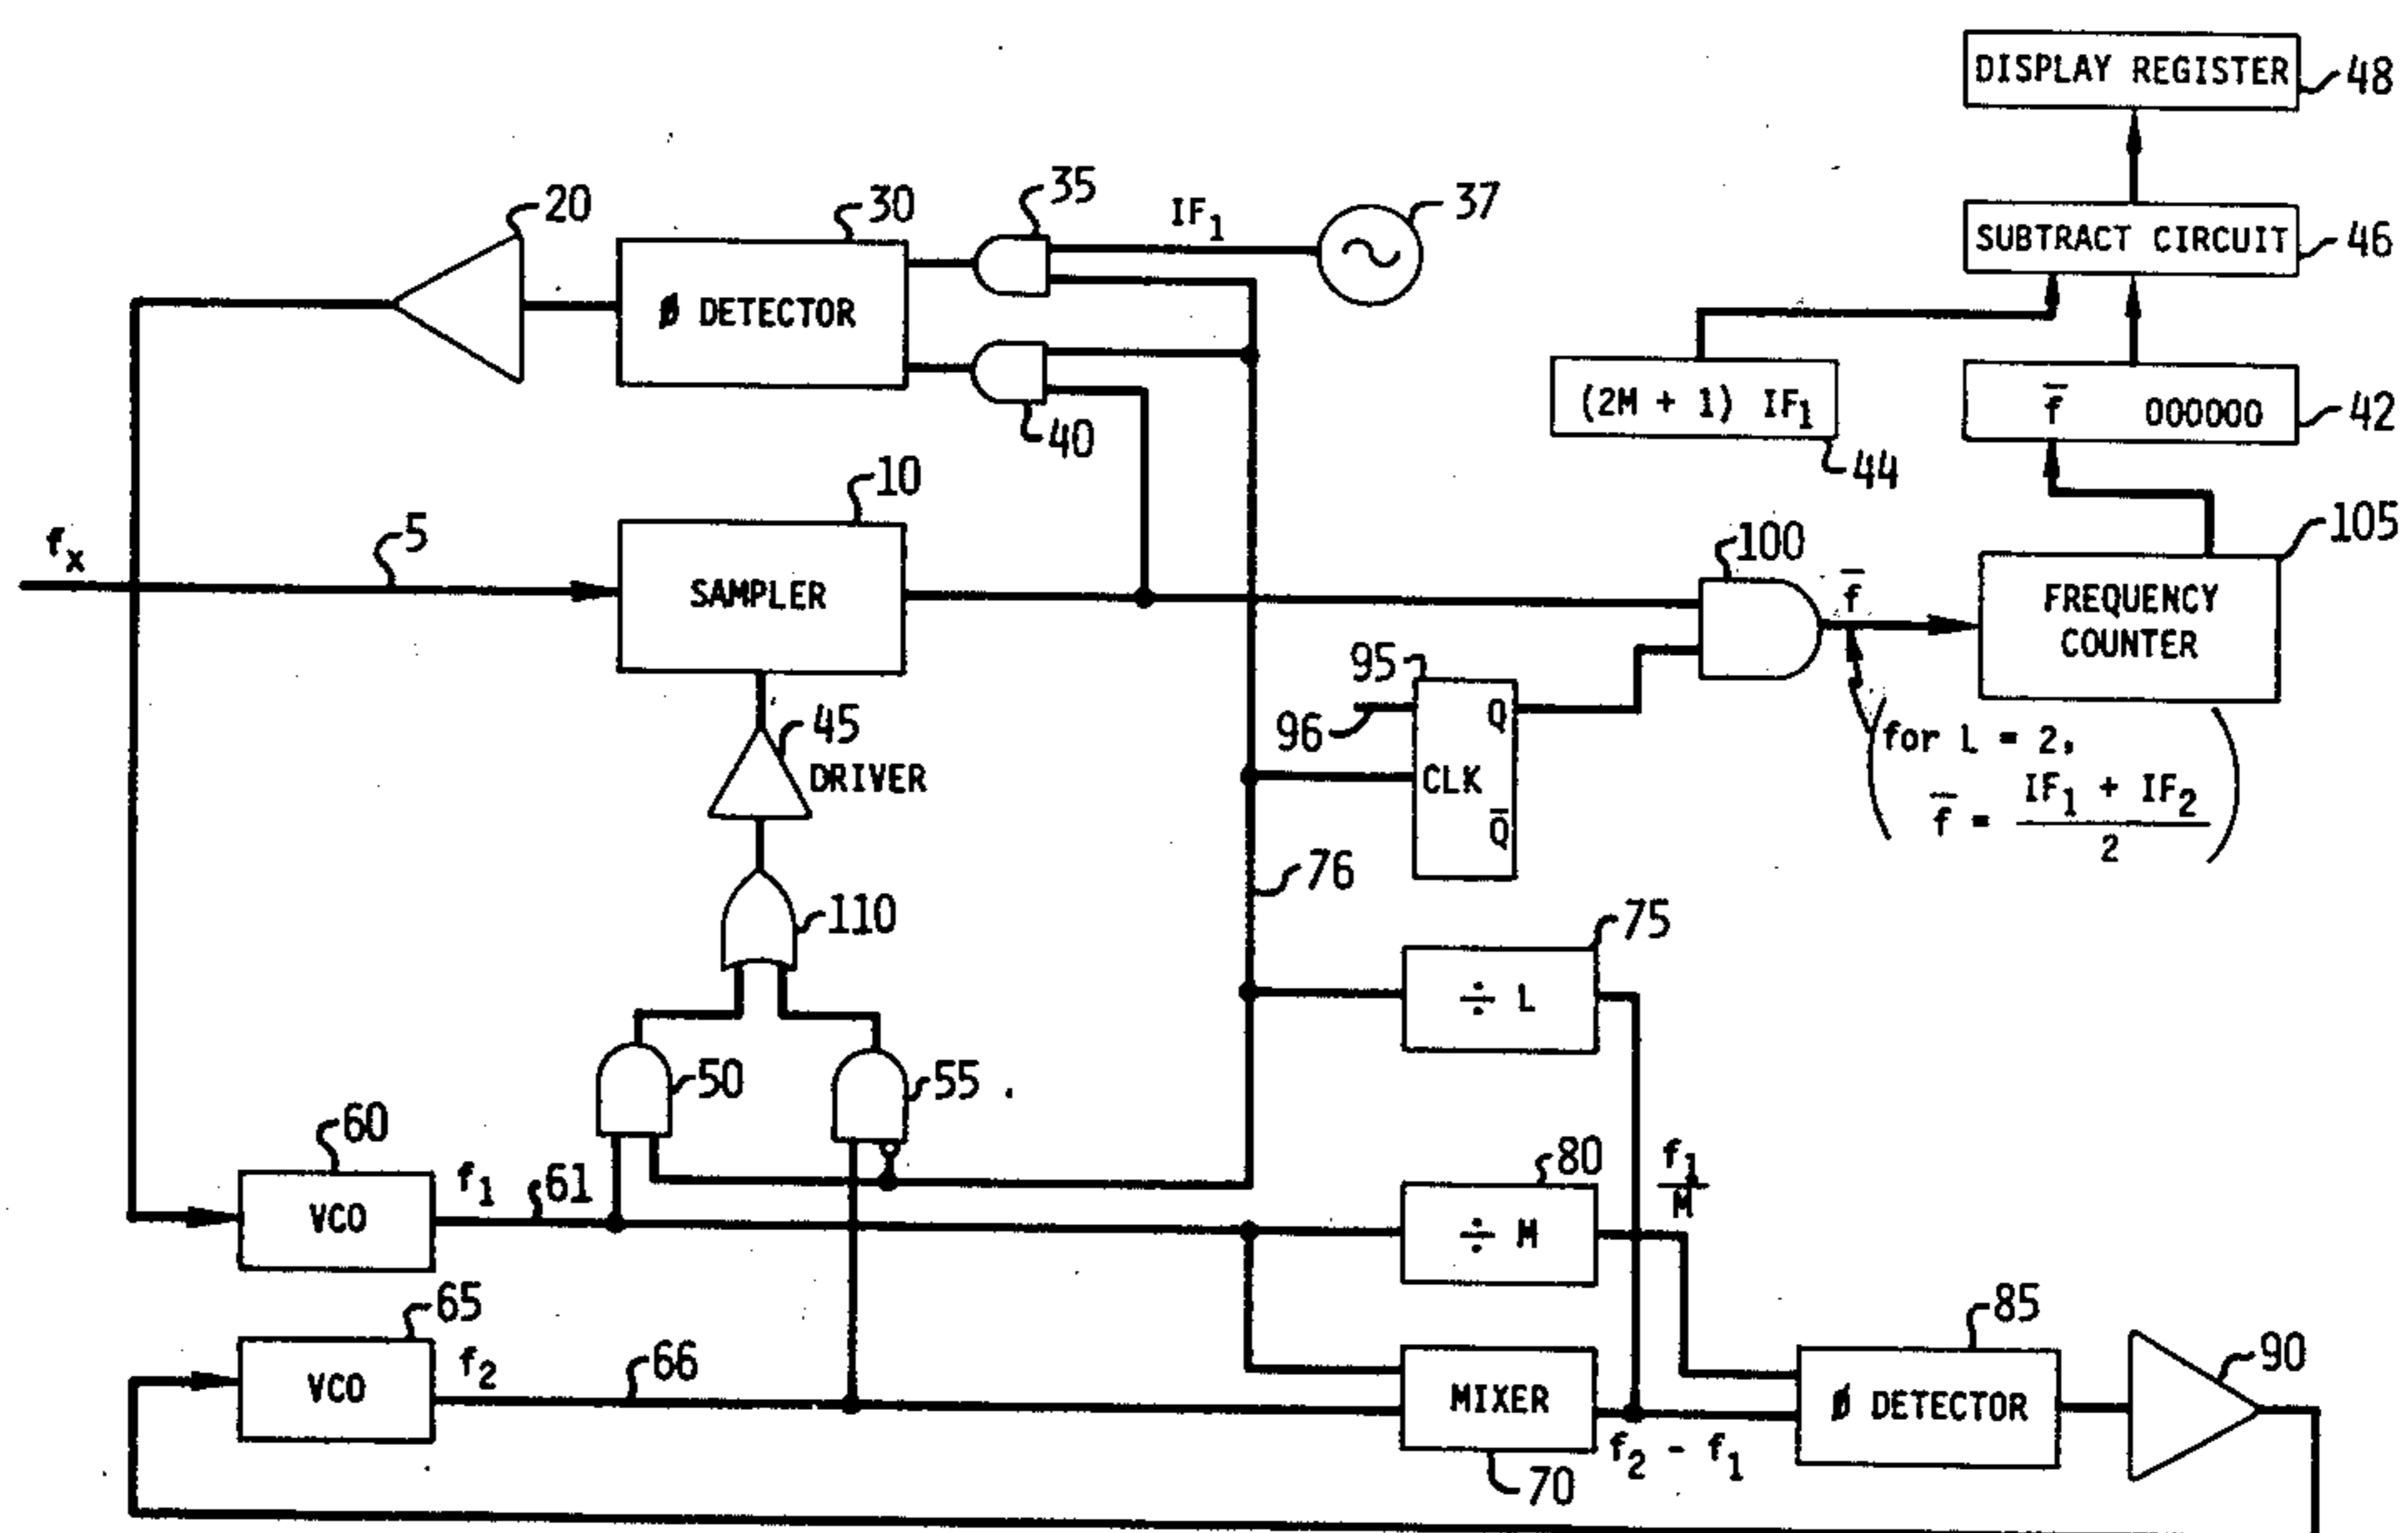 DISPLAY REGISTER
48
20
30
35
IF1
37
SUBTRACT CIRCUIT
46
ø DETECTOR
(2M + 1) IF1
f̅ 000000
42
40
44
10
fx
5
SAMPLER
100
f̅
FREQUENCY
COUNTER
105
95
96
Q
CLK
Q̅
for L = 2,
f̅ = IF1 + IF2
2
45
DRIVER
76
110
75
÷ L
50
55
60
VCO
f1
61
80
÷ M
f1
M
65
VCO
f2
66
MIXER
70
f2 - f1
85
ø DETECTOR
90